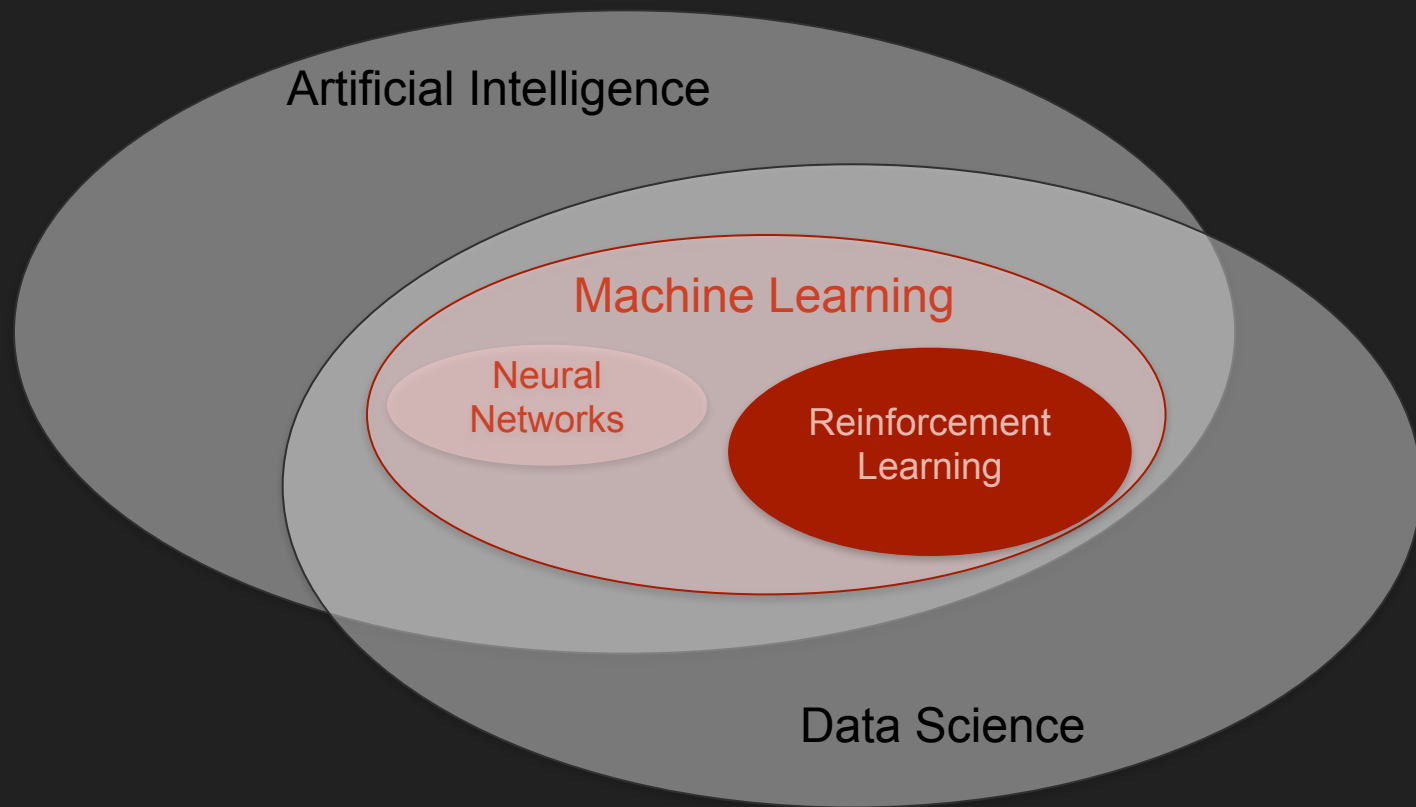 Artificial Intelligence
Machine Learning
Neural
Networks
Reinforcement
Learning
Data Science